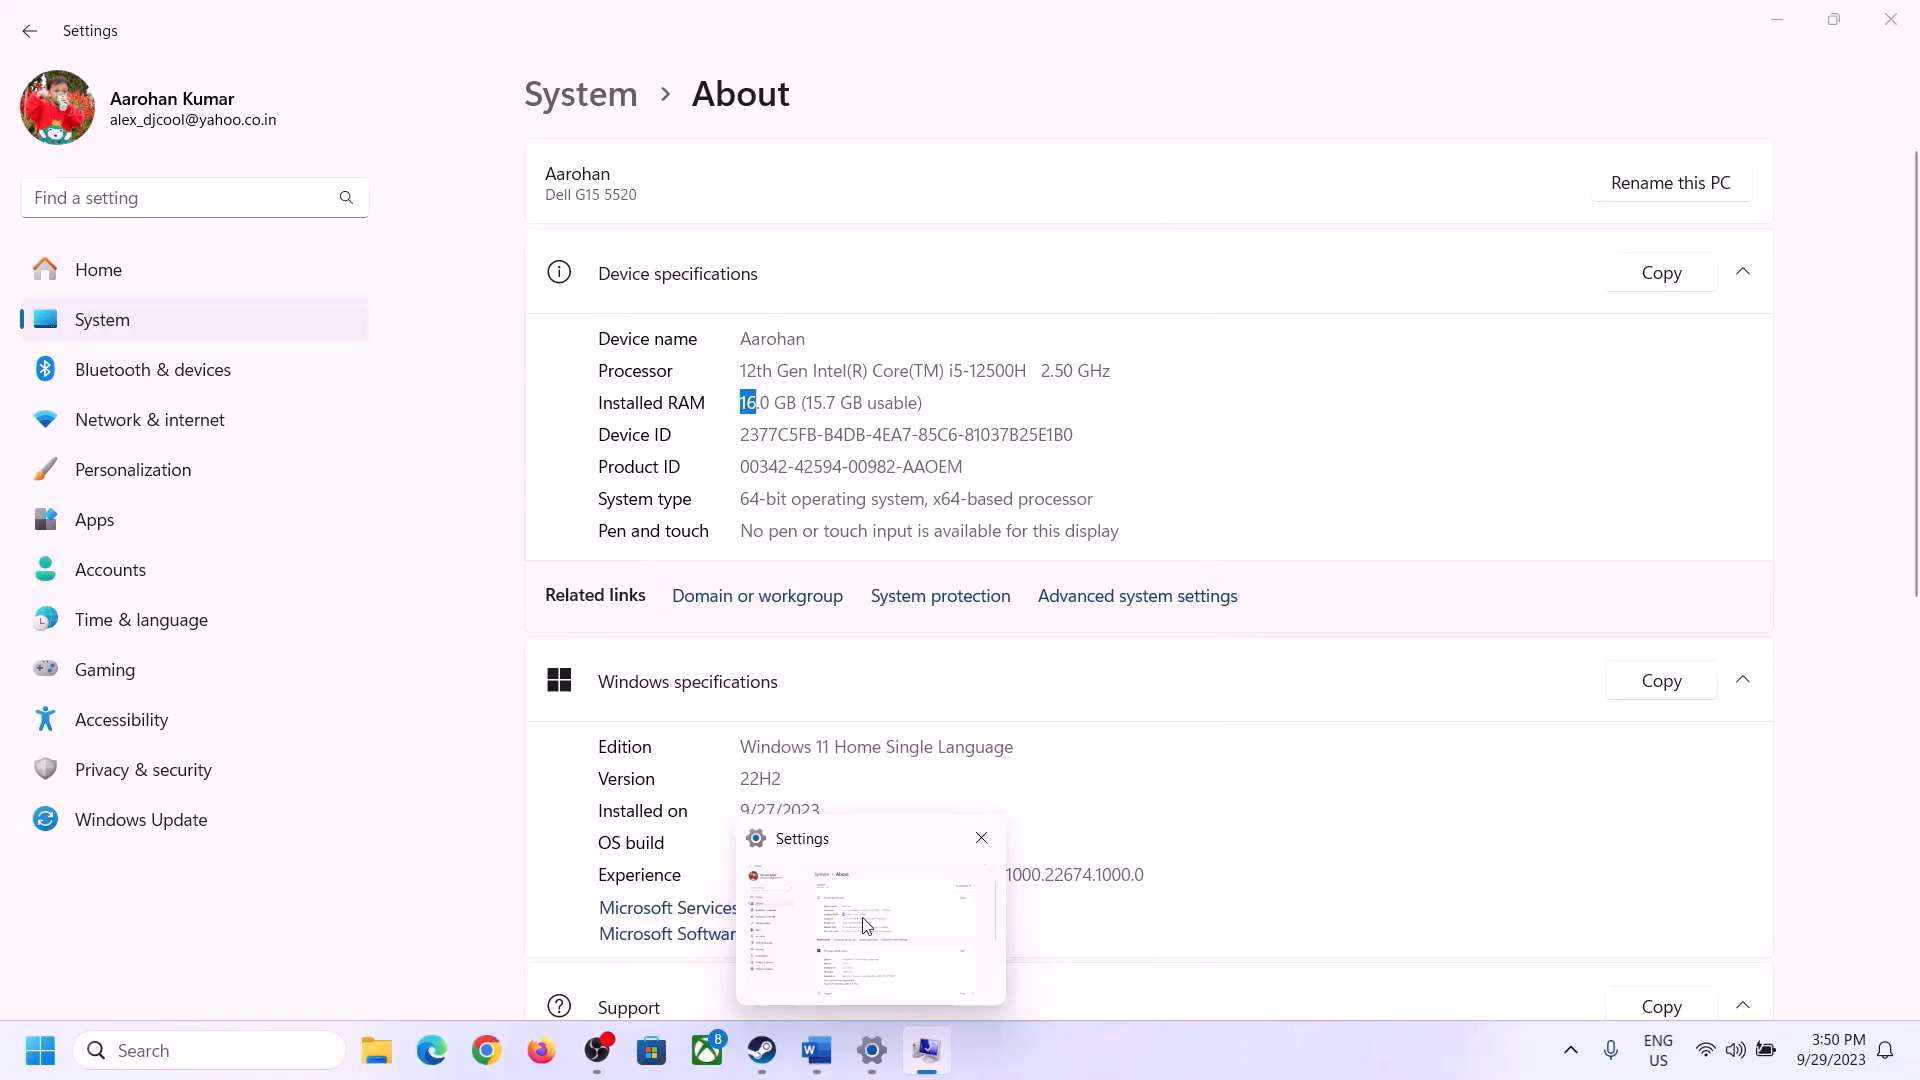 Settings
Aarohan Kumar
alex_djcool@yahoo.co.in
Find a setting
Home
System
Bluetooth & devices
Network & internet
Personalization
Apps
Accounts
Time & language
Gaming
Accessibility
Privacy & security
Windows Update
System > About
Aarohan
Dell G15 5520
Rename this PC
Device specifications
Copy
Device name Aarohan
Processor 12th Gen Intel(R) Core(TM) i5-12500H 2.50 GHz
Installed RAM 16.0 GB (15.7 GB usable)
Device ID 2377C5FB-B4DB-4EA7-85C6-81037B25E1B0
Product ID 00342-42594-00982-AAOEM
System type 64-bit operating system, x64-based processor
Pen and touch No pen or touch input is available for this display
Related links Domain or workgroup System protection Advanced system settings
Windows specifications
Copy
Edition Windows 11 Home Single Language
Version 22H2
Installed on 9/27/2023
OS build
Experience 1000.22674.1000.0
Microsoft Services
Microsoft Softwar
Settings
Support
Copy
Search
8
ENG
US
3:50 PM
9/29/2023